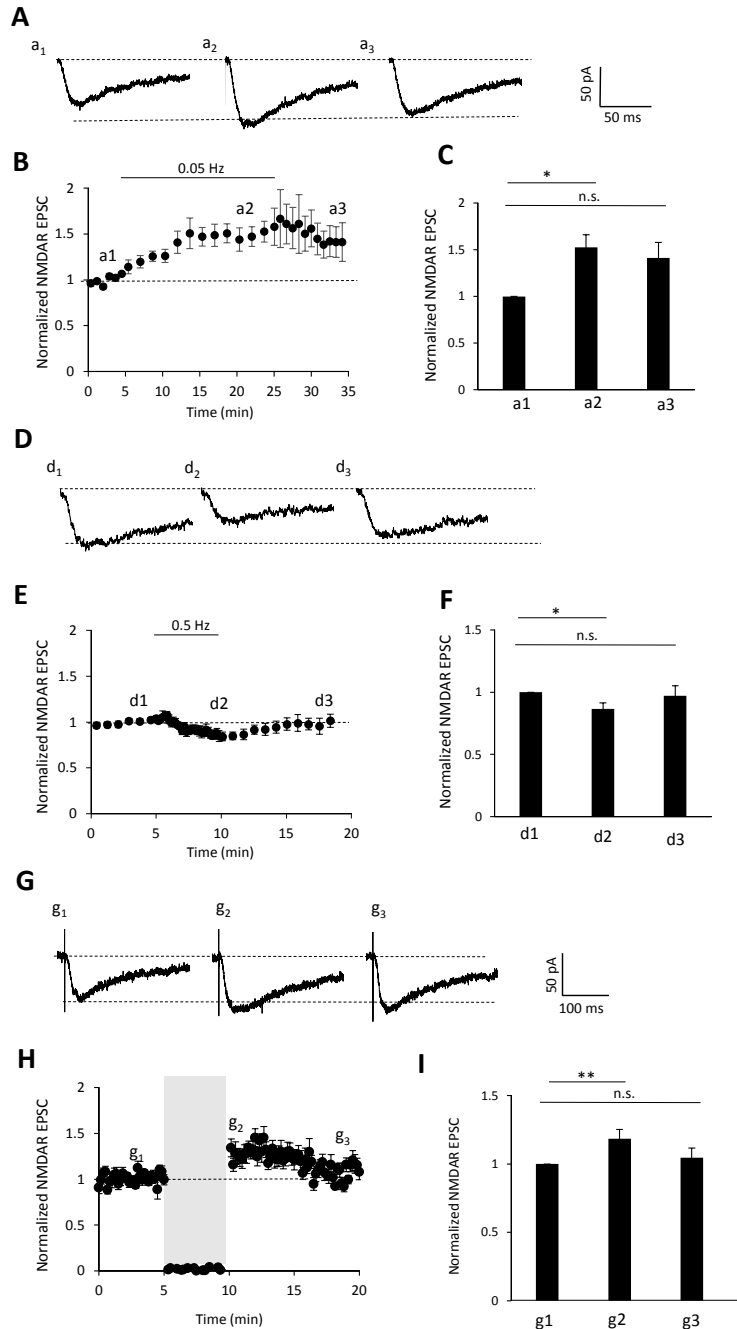 A
a1 a2 a3
50 pA
50 ms
B
0.05 Hz
Normalized NMDAR EPSC
2
1.5
1
0.5
0
a1 a2 a3
0 5 10 15 20 25 30 35
Time (min)
C
*
n.s.
Normalized NMDAR EPSC
2
1.5
1
0.5
0
a1 a2 a3
D
d1 d2 d3
E
0.5 Hz
Normalized NMDAR EPSC
2
1.5
1
0.5
0
d1 d2 d3
0 5 10 15 20
Time (min)
F
*
n.s.
Normalized NMDAR EPSC
1.5
1
0.5
0
d1 d2 d3
G
g1 g2 g3
50 pA
100 ms
H
Normalized NMDAR EPSC
2
1.5
1
0.5
0
g1 g2 g3
0 5 10 15 20
Time (min)
I
**
n.s.
Normalized NMDAR EPSC
1.5
1
0.5
0
g1 g2 g3